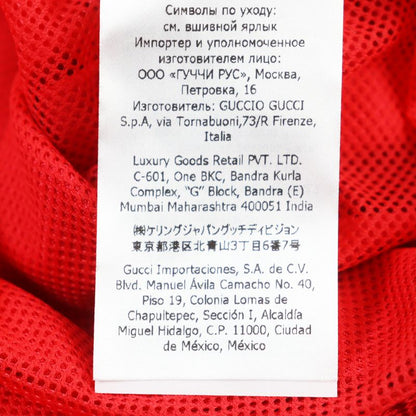 Символы по уходу:
см. вшивной ярлык
Импортер и уполномоченное
изготовителем лицо:
ООО «ГУЧЧИ РУС», Москва,
Петровка, 16
Изготовитель: GUCCIO GUCCI
S.p.A, via Tornabuoni,73/R Firenze,
Italia
Luxury Goods Retail PVT. LTD.
C-601, One BKC, Bandra Kurla
Complex, “G” Block, Bandra (E)
Mumbai Maharashtra 400051 India
㈱ケリングジャパングッチディビジョン
東京都港区北青山3丁目6番7号
Gucci Importaciones, S.A. de C.V.
Blvd. Manuel Ávila Camacho No. 40,
Piso 19, Colonia Lomas de
Chapultepec, Sección I, Alcaldía
Miguel Hidalgo, C.P. 11000, Ciudad
de México, México